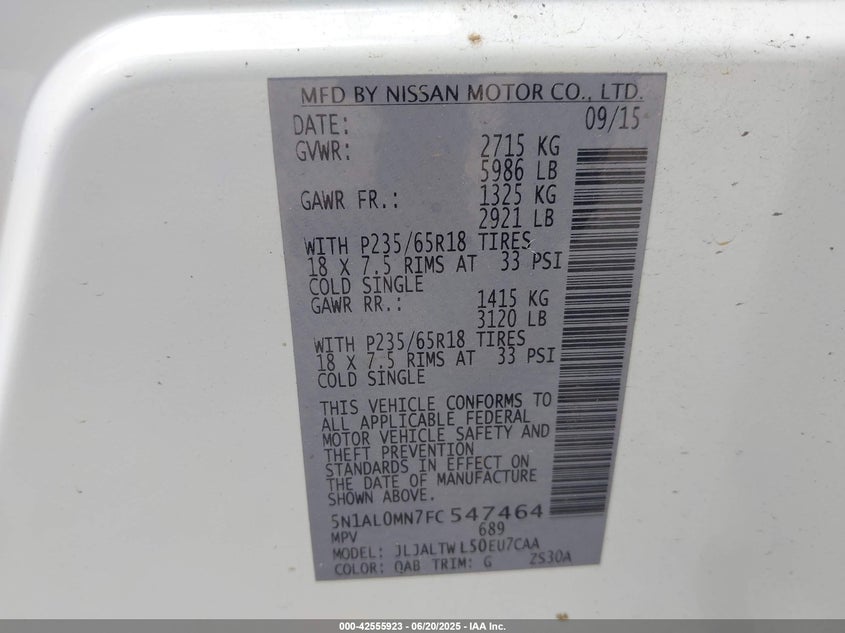 MFD BY NISSAN MOTOR CO., LTD.
DATE: 09/15
GVWR: 2715 KG
5986 LB
GAWR FR.: 1325 KG
2921 LB
WITH P235/65R18 TIRES
18 X 7.5 RIMS AT 33 PSI
COLD SINGLE
GAWR RR.: 1415 KG
3120 LB
WITH P235/65R18 TIRES
18 X 7.5 RIMS AT 33 PSI
COLD SINGLE
THIS VEHICLE CONFORMS TO
ALL APPLICABLE FEDERAL
MOTOR VEHICLE SAFETY AND
THEFT PREVENTION
STANDARDS IN EFFECT ON
THE DATE OF MANUFACTURE
SHOWN ABOVE.
5N1AL0MN7FC547464
MPV 689
MODEL: JLJALTWL50EU7CAA
COLOR: QAB TRIM: G ZS30A
000-42555923 - 06/20/2025 - IAA Inc.